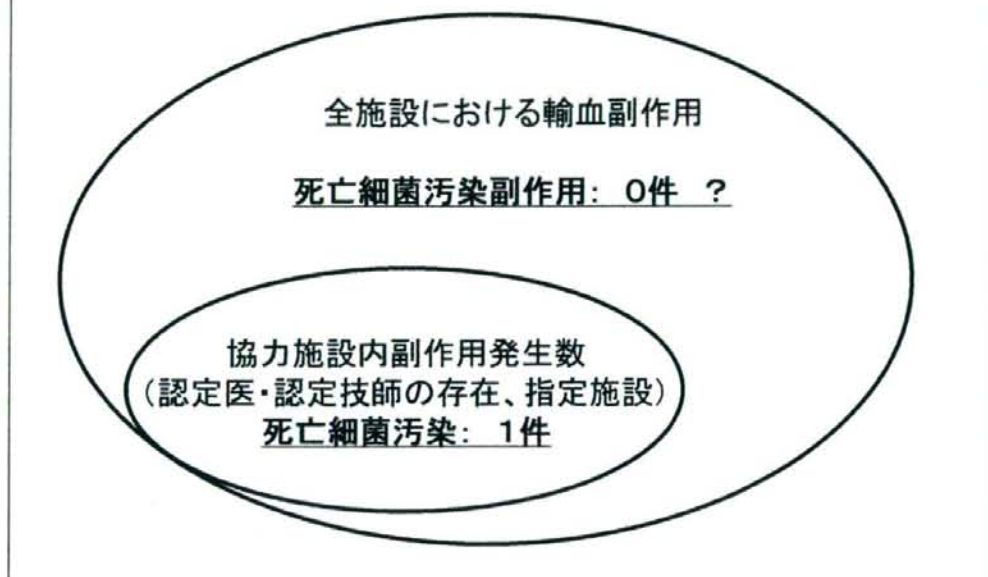 全施設における輸血副作用
死亡細菌汚染副作用： 0件 ？
協力施設内副作用発生数
（認定医・認定技師の存在、指定施設）
死亡細菌汚染： 1件